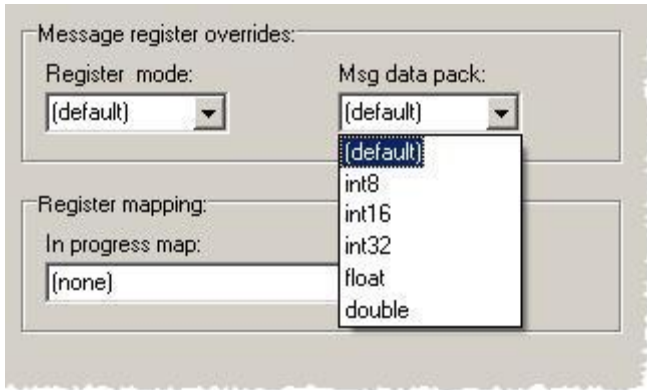 Message register overrides:
Register mode:
Msg data pack:
(default)
(default)
(default)
int8
int16
int32
float
double
Register mapping:
In progress map:
(none)